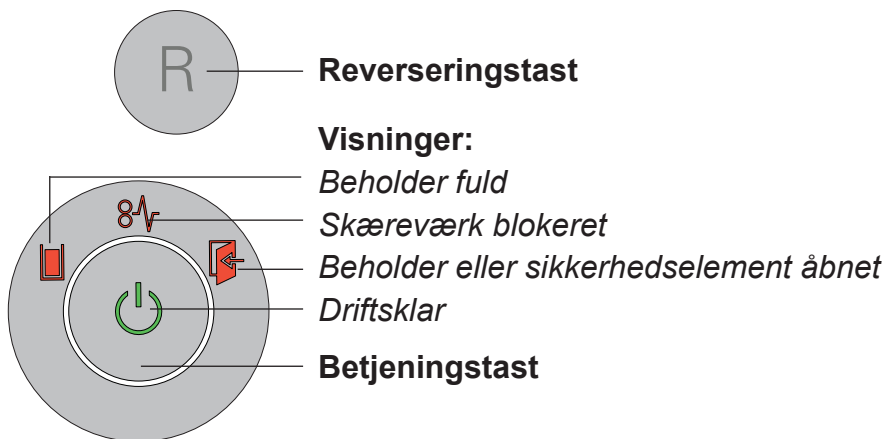 R
Reverseringstast
Visninger:
Beholder fuld
Skæreværk blokeret
Beholder eller sikkerhedselement åbnet
Driftsklar
Betjeningstast